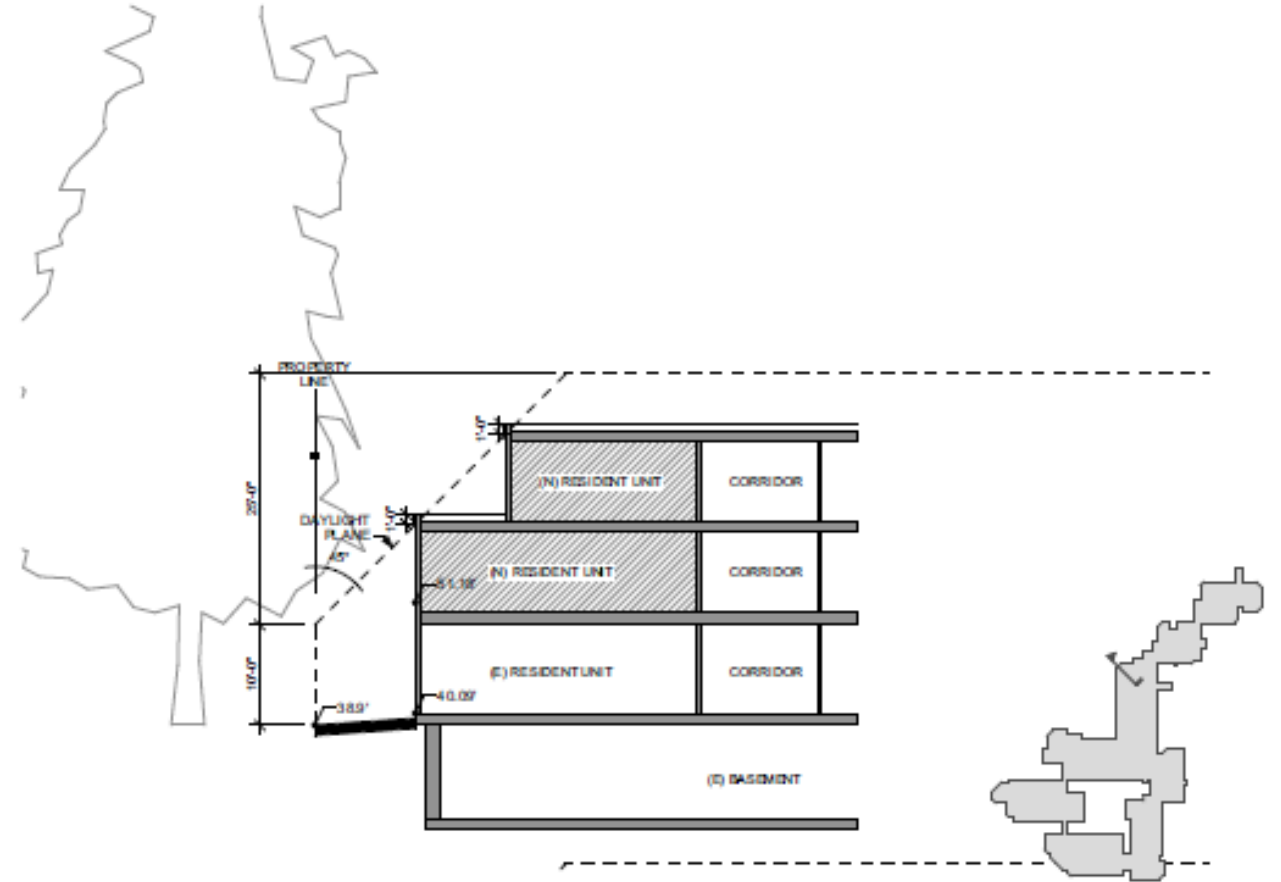 PROPERTY
LINE
1'-0"
(N) RESIDENT UNIT
CORRIDOR
25'-0"
DAYLIGHT
PLANE
1'-0"
45°
(N) RESIDENT UNIT
CORRIDOR
51.18'
10'-0"
(E) RESIDENT UNIT
CORRIDOR
38.9'
40.09'
(E) BASEMENT